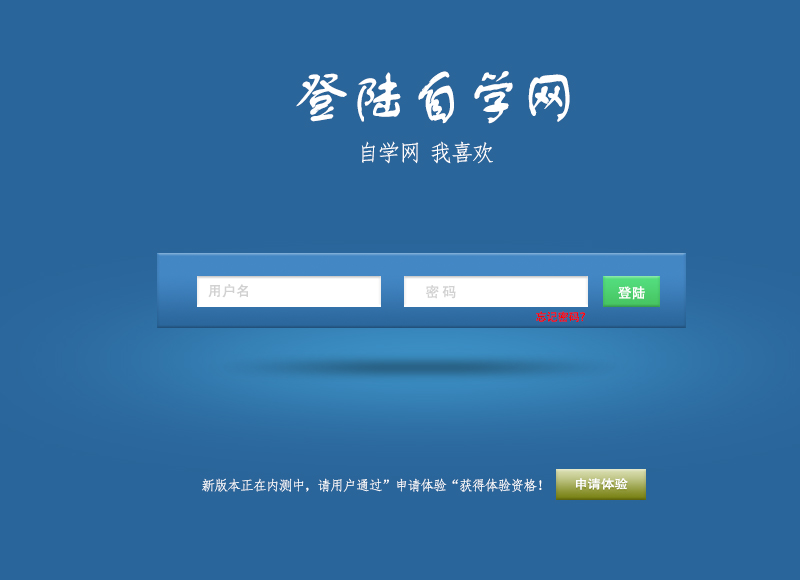 登陆自学网
自学网 我喜欢
用户名 密码 登陆
忘记密码?
新版本正在内测中，请用户通过”申请体验“获得体验资格！ 申请体验